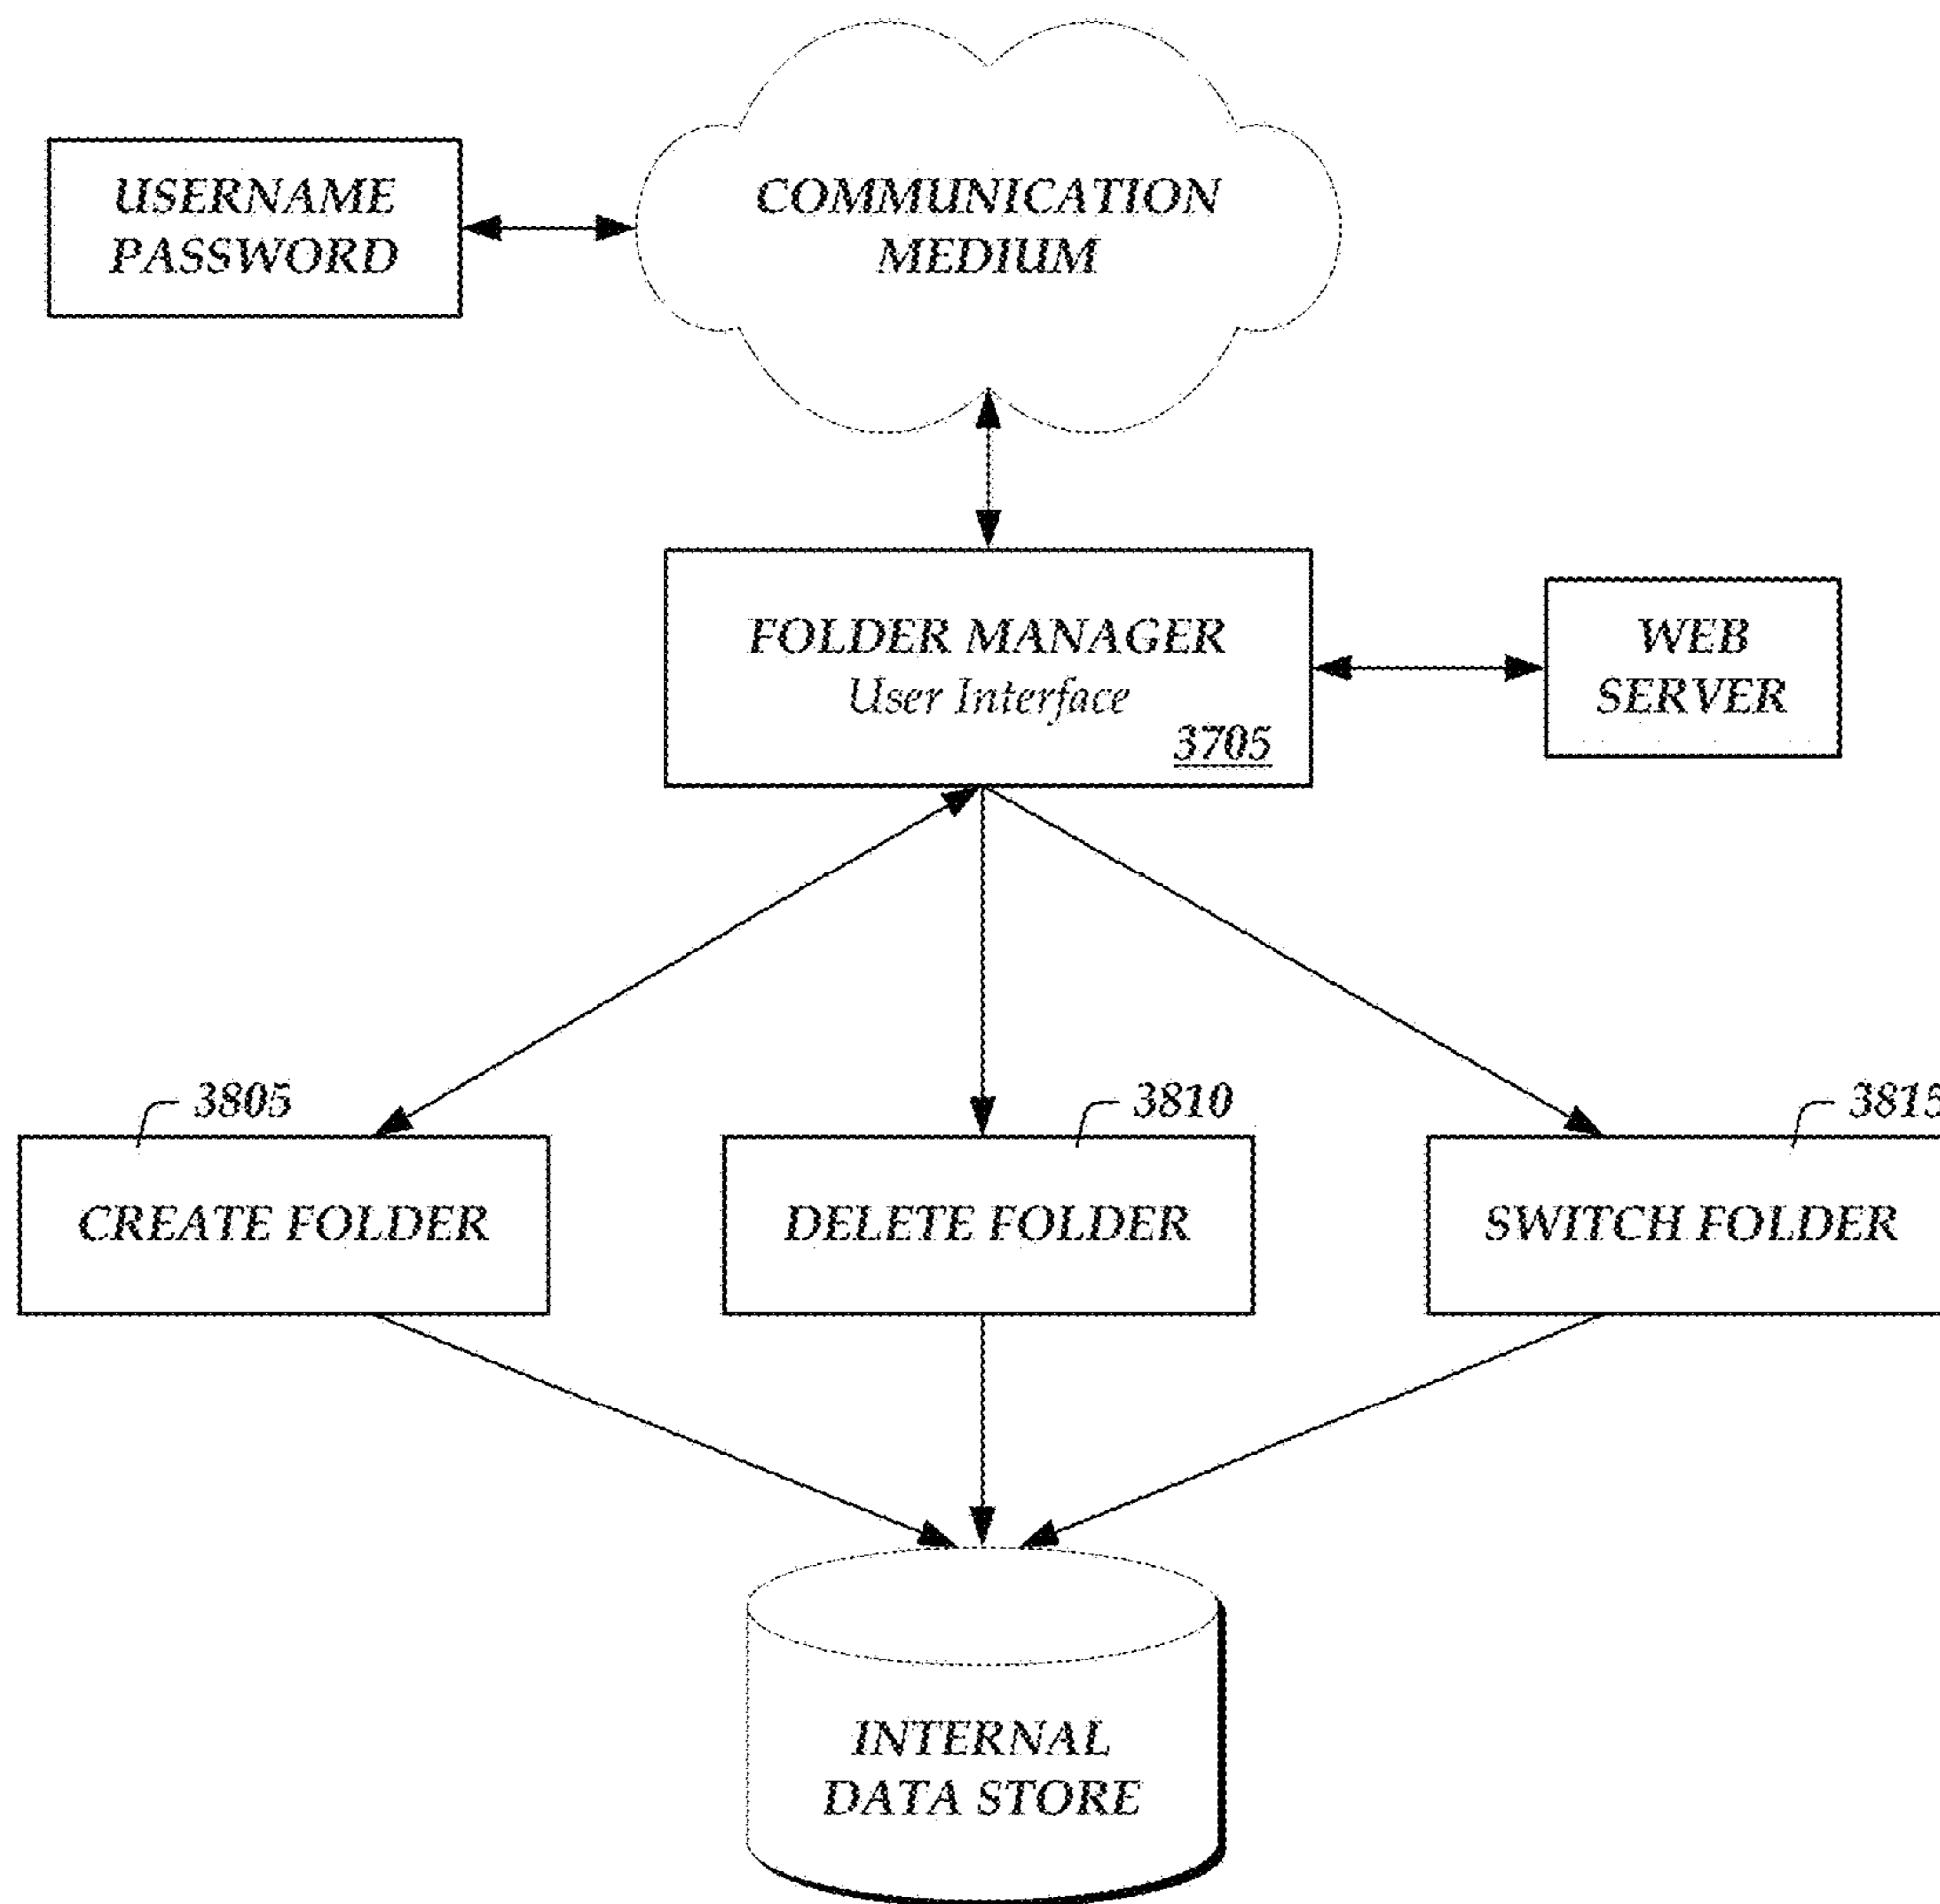 USERNAME
PASSWORD
COMMUNICATION
MEDIUM
FOLDER MANAGER
User Interface
3705
WEB
SERVER
3805
3810
3815
CREATE FOLDER
DELETE FOLDER
SWITCH FOLDER
INTERNAL
DATA STORE